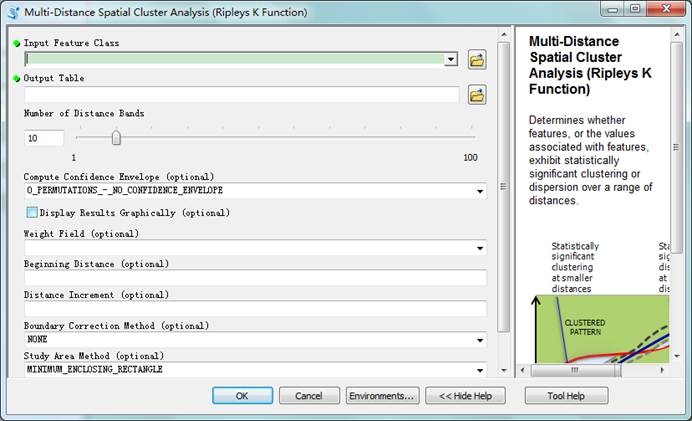 Multi-Distance Spatial Cluster Analysis (Ripleys K Function)
Input Feature Class
Output Table
Number of Distance Bands
10
1 100
Compute Confidence Envelope (optional)
0_PERMUTATIONS_-_NO_CONFIDENCE_ENVELOPE
Display Results Graphically (optional)
Weight Field (optional)
Beginning Distance (optional)
Distance Increment (optional)
Boundary Correction Method (optional)
NONE
Study Area Method (optional)
MINIMUM_ENCLOSING_RECTANGLE
Multi-Distance
Spatial Cluster
Analysis (Ripleys K
Function)
Determines whether
features, or the values
associated with features,
exhibit statistically
significant clustering or
dispersion over a range of
distances.
Statistically
significant
clustering
at smaller
distances
Sta
sig
dis
at l
dis
CLUSTERED
PATTERN
OK Cancel Environments... << Hide Help Tool Help